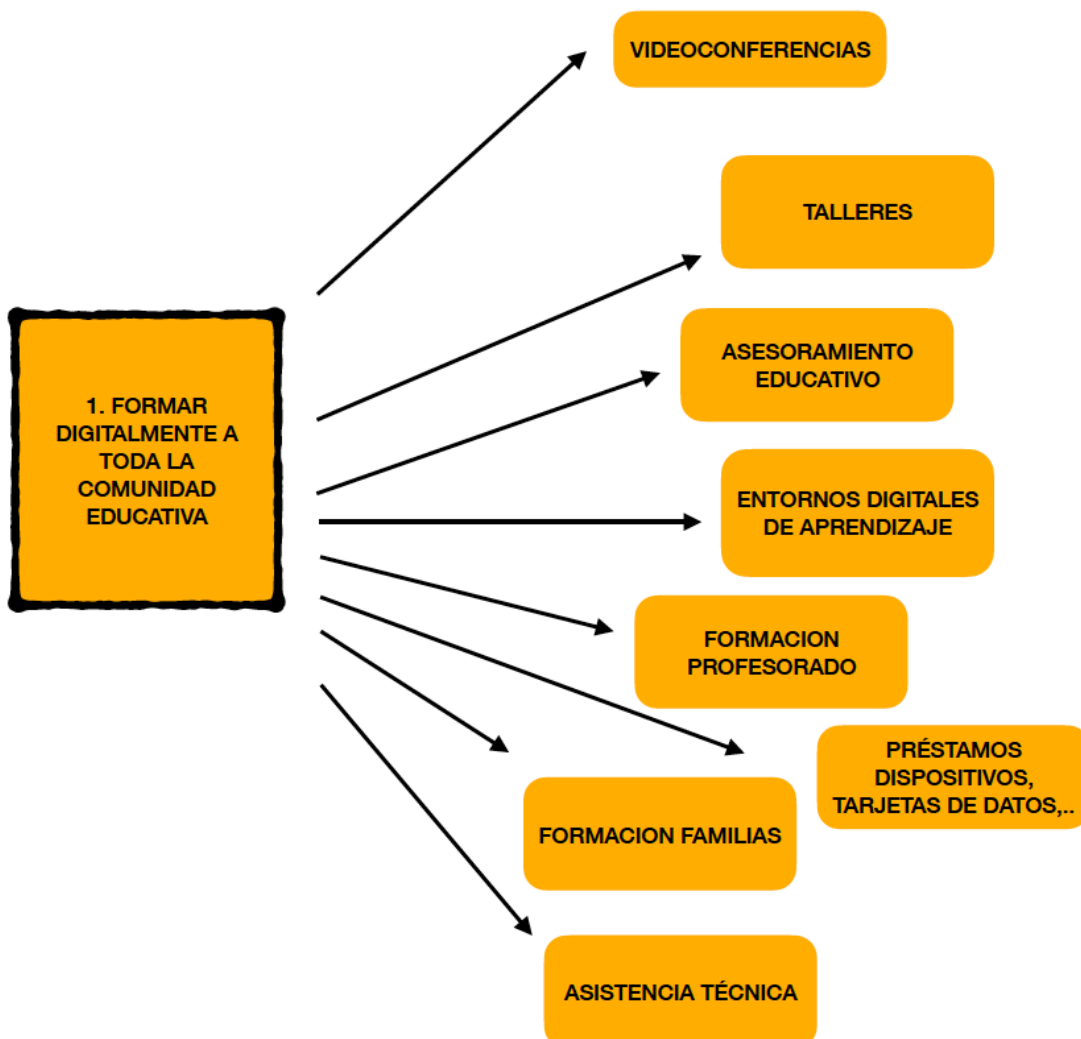 VIDEOCONFERENCIAS
TALLERES
ASESORAMIENTO
EDUCATIVO
1. FORMAR
DIGITALMENTE A
TODA LA
COMUNIDAD
EDUCATIVA
ENTORNOS DIGITALES
DE APRENDIZAJE
FORMACION
PROFESORADO
PRÉSTAMOS
DISPOSITIVOS,
TARJETAS DE DATOS,..
FORMACION FAMILIAS
ASISTENCIA TÉCNICA